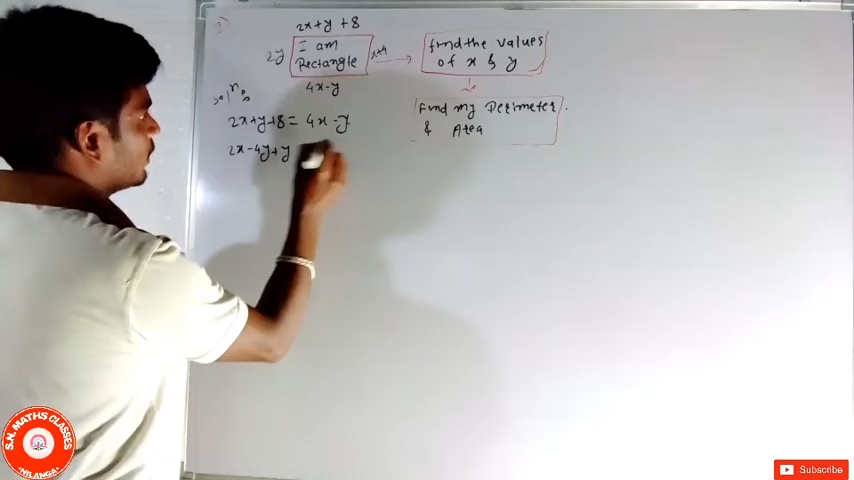 2x+y+8
2y
I am
Rectangle
x+4
4x-y
find the values
of x & y
Find my Perimeter.
& Area
solⁿ:
2x+y+8 = 4x-y
2x-4y+y
S.N. MATHS CLASSES
NILANGA
Subscribe